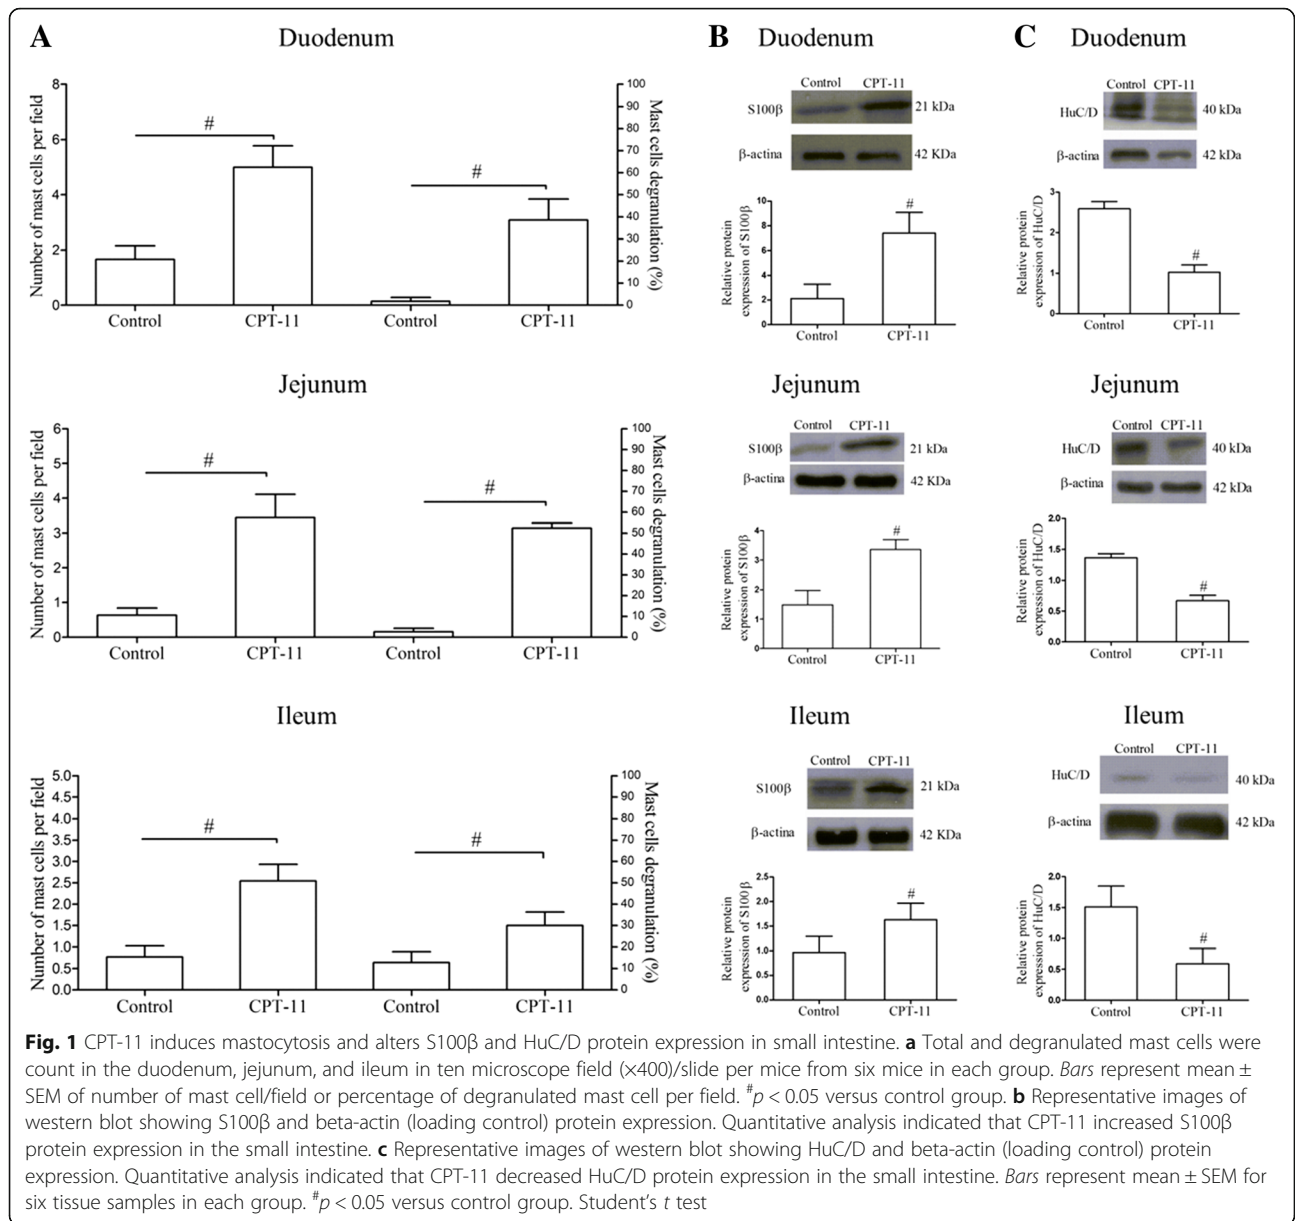 A
Duodenum
Number of mast cells per field
8
6
4
2
0
#
#
100
90
80
70
60
50
40
30
20
10
0
Mast cells degranulation (%)
Control CPT-11 Control CPT-11
Jejunum
Number of mast cells per field
6
5
4
3
2
1
0
#
#
100
90
80
70
60
50
40
30
20
10
0
Mast cells degranulation (%)
Control CPT-11 Control CPT-11
Ileum
Number of mast cells per field
5.0
4.5
4.0
3.5
3.0
2.5
2.0
1.5
1.0
0.5
0.0
#
#
100
90
80
70
60
50
40
30
20
10
0
Mast cells degranulation (%)
Control CPT-11 Control CPT-11
B
Duodenum
Control CPT-11
S100β 21 kDa
β-actina 42 KDa
Relative protein
expression of S100β
10
8
6
4
2
0
#
Control CPT-11
Jejunum
Control CPT-11
S100β 21 kDa
β-actina 42 KDa
Relative protein
expression of S100β
4
3
2
1
0
#
Control CPT-11
Ileum
Control CPT-11
S100β 21 kDa
β-actina 42 KDa
Relative protein
expression of S100β
2.5
2.0
1.5
1.0
0.5
0.0
#
Control CPT-11
C
Duodenum
Control CPT-11
HuC/D 40 kDa
β-actina 42 kDa
Relative protein
expression of HuC/D
3
2
1
0
#
Control CPT-11
Jejunum
Control CPT-11
HuC/D 40 kDa
β-actina 42 kDa
Relative protein
expression of HuC/D
2.0
1.5
1.0
0.5
0.0
#
Control CPT-11
Ileum
Control CPT-11
HuC/D 40 kDa
β-actina 42 kDa
Relative protein
expression of HuC/D
2.0
1.5
1.0
0.5
0.0
#
Control CPT-11
Fig. 1 CPT-11 induces mastocytosis and alters S100β and HuC/D protein expression in small intestine. a Total and degranulated mast cells were
count in the duodenum, jejunum, and ileum in ten microscope field (×400)/slide per mice from six mice in each group. Bars represent mean ±
SEM of number of mast cell/field or percentage of degranulated mast cell per field. #p < 0.05 versus control group. b Representative images of
western blot showing S100β and beta-actin (loading control) protein expression. Quantitative analysis indicated that CPT-11 increased S100β
protein expression in the small intestine. c Representative images of western blot showing HuC/D and beta-actin (loading control) protein
expression. Quantitative analysis indicated that CPT-11 decreased HuC/D protein expression in the small intestine. Bars represent mean ± SEM for
six tissue samples in each group. #p < 0.05 versus control group. Student's t test